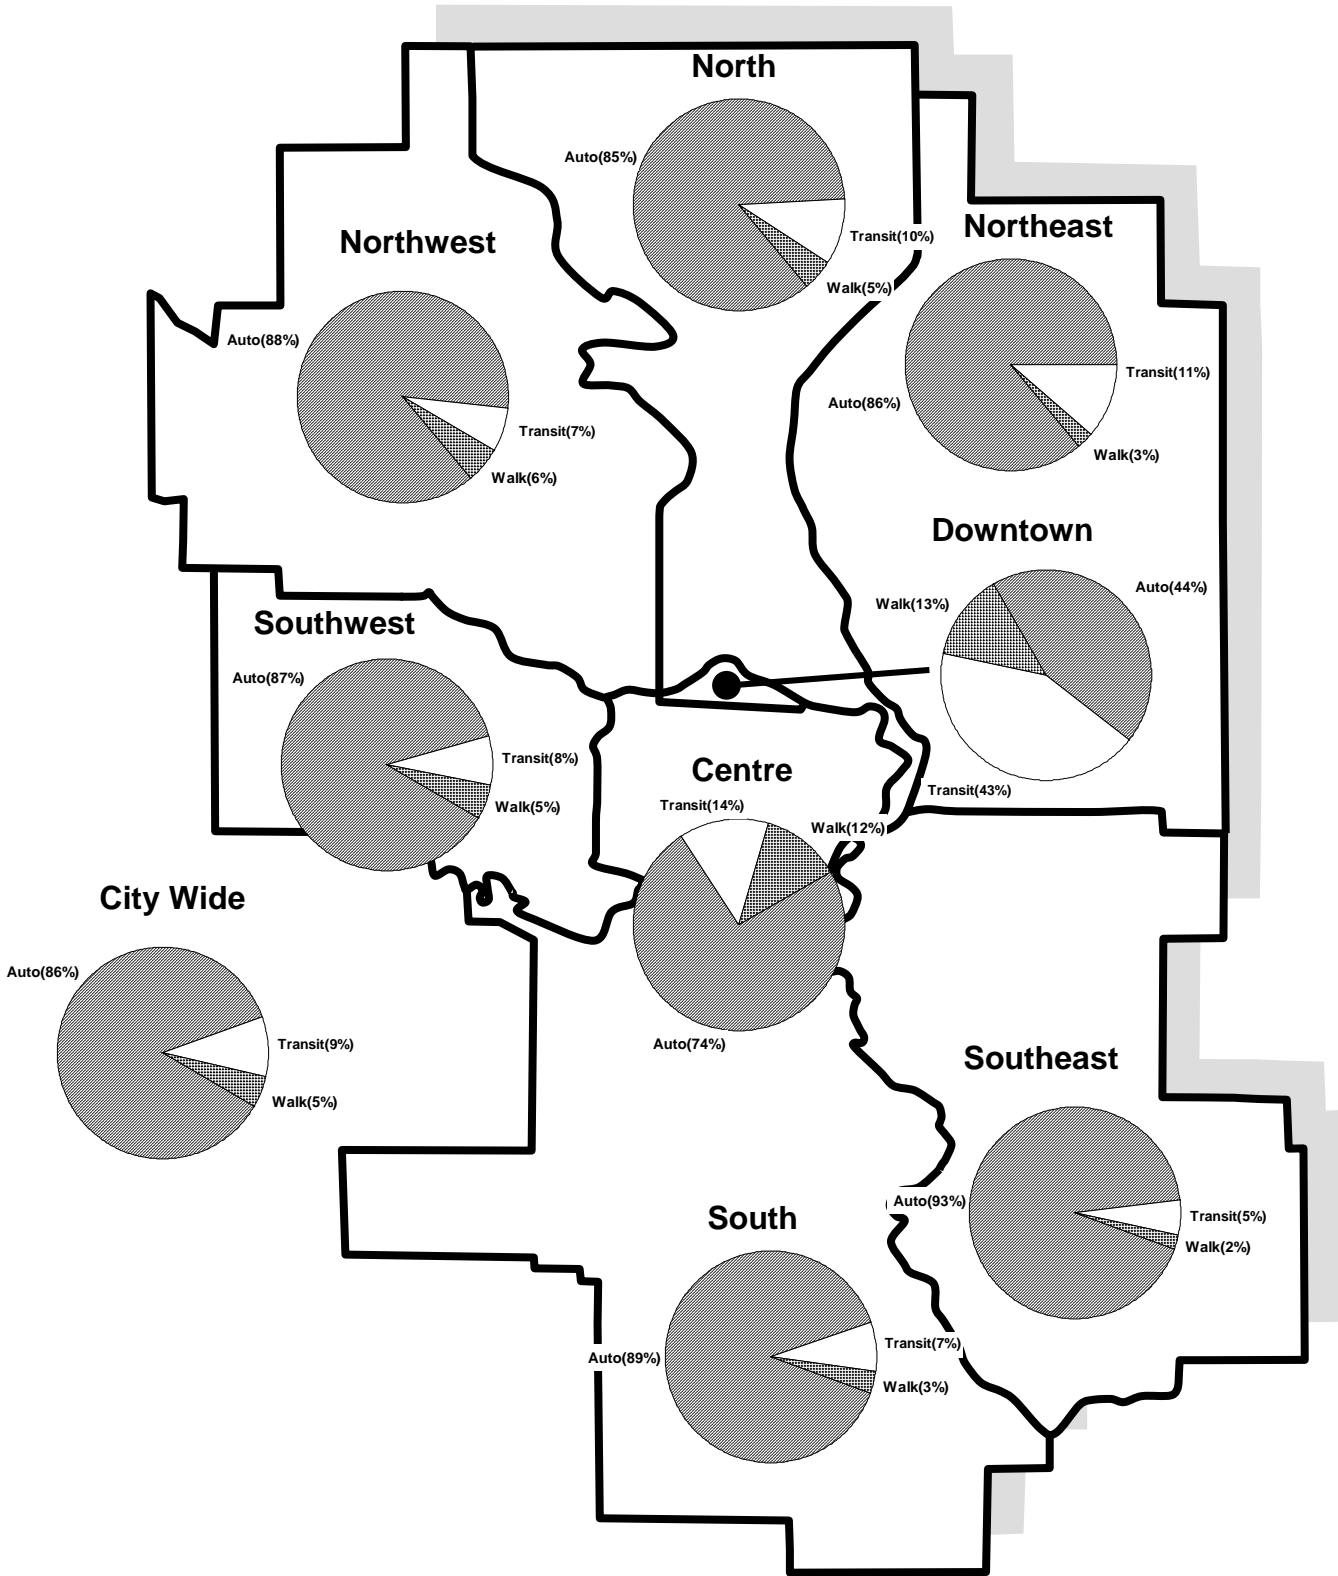 North
Auto(85%)
Transit(10%)
Walk(5%)
Northwest
Auto(88%)
Transit(7%)
Walk(6%)
Northeast
Transit(11%)
Auto(86%)
Walk(3%)
Downtown
Auto(44%)
Walk(13%)
Transit(43%)
Southwest
Auto(87%)
Transit(8%)
Walk(5%)
Centre
Transit(14%)
Walk(12%)
Auto(74%)
City Wide
Auto(86%)
Transit(9%)
Walk(5%)
Southeast
Auto(93%)
Transit(5%)
Walk(2%)
South
Transit(7%)
Auto(89%)
Walk(3%)